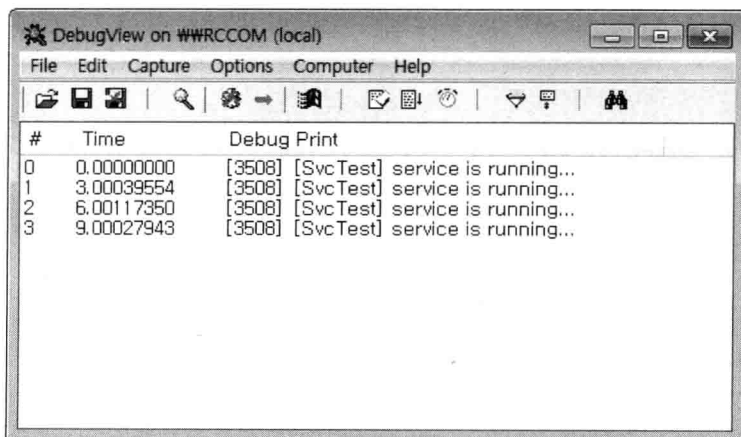 DebugView on ₩₩RCCOM (local)
File Edit Capture Options Computer Help
# Time Debug Print
0 0.00000000 [3508] [SvcTest] service is running...
1 3.00039554 [3508] [SvcTest] service is running...
2 6.00117350 [3508] [SvcTest] service is running...
3 9.00027943 [3508] [SvcTest] service is running...